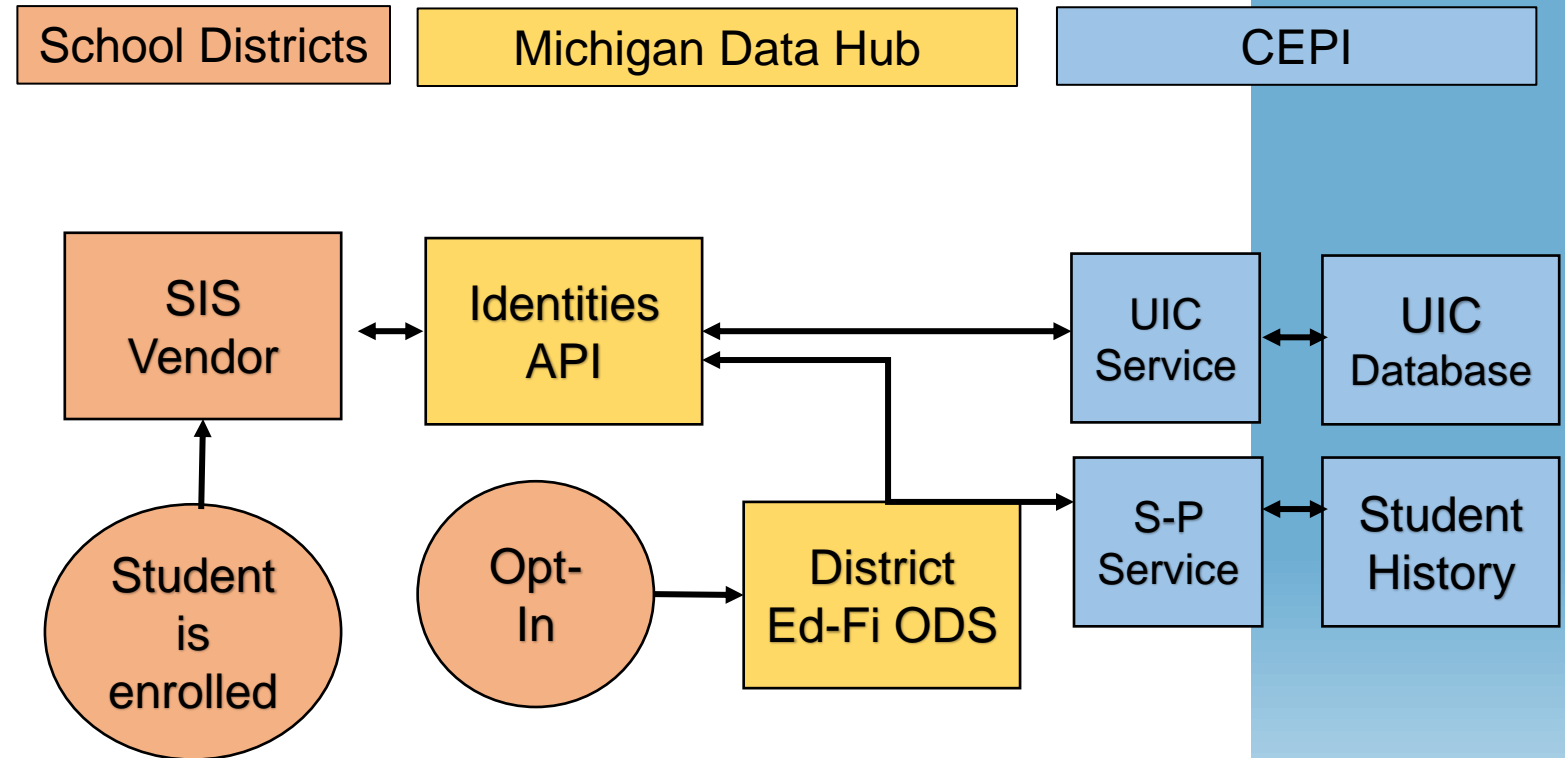 School Districts
Michigan Data Hub
CEPI
SIS
Vendor
Identities
API
UIC
Service
UIC
Database
Student
is
enrolled
Opt-
In
District
Ed-Fi ODS
S-P
Service
Student
History